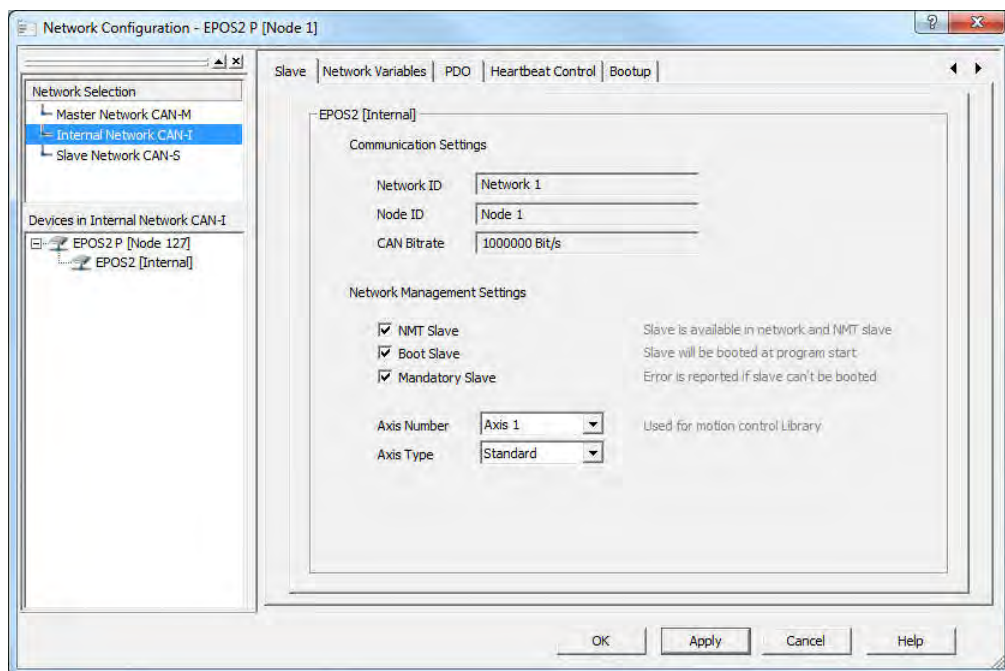 Network Configuration - EPOS2 P [Node 1]
Network Selection
Master Network CAN-M
Internal Network CAN-I
Slave Network CAN-S
Devices in Internal Network CAN-I
EPOS2 P [Node 127]
EPOS2 [Internal]
Slave Network Variables PDO Heartbeat Control Bootup
EPOS2 [Internal]
Communication Settings
Network ID Network 1
Node ID Node 1
CAN Bitrate 1000000 Bit/s
Network Management Settings
NMT Slave Slave is available in network and NMT slave
Boot Slave Slave will be booted at program start
Mandatory Slave Error is reported if slave can't be booted
Axis Number Axis 1 Used for motion control Library
Axis Type Standard
OK Apply Cancel Help